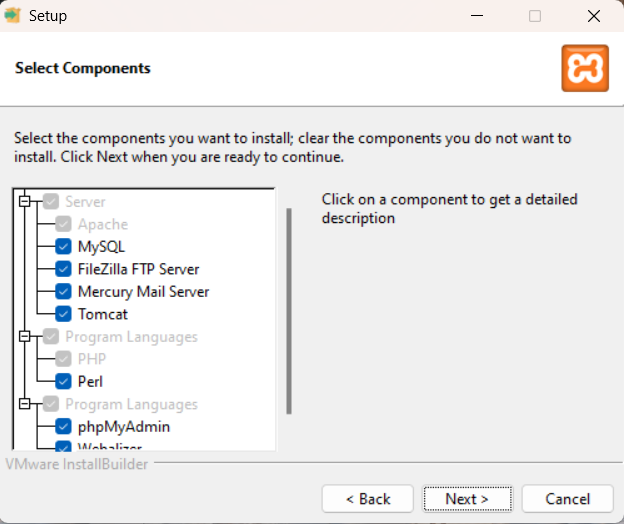 Setup
Select Components
Select the components you want to install; clear the components you do not want to
install. Click Next when you are ready to continue.
Server
Apache
MySQL
FileZilla FTP Server
Mercury Mail Server
Tomcat
Program Languages
PHP
Perl
Program Languages
phpMyAdmin
Webalizer
Click on a component to get a detailed
description
VMware InstallBuilder
< Back
Next >
Cancel